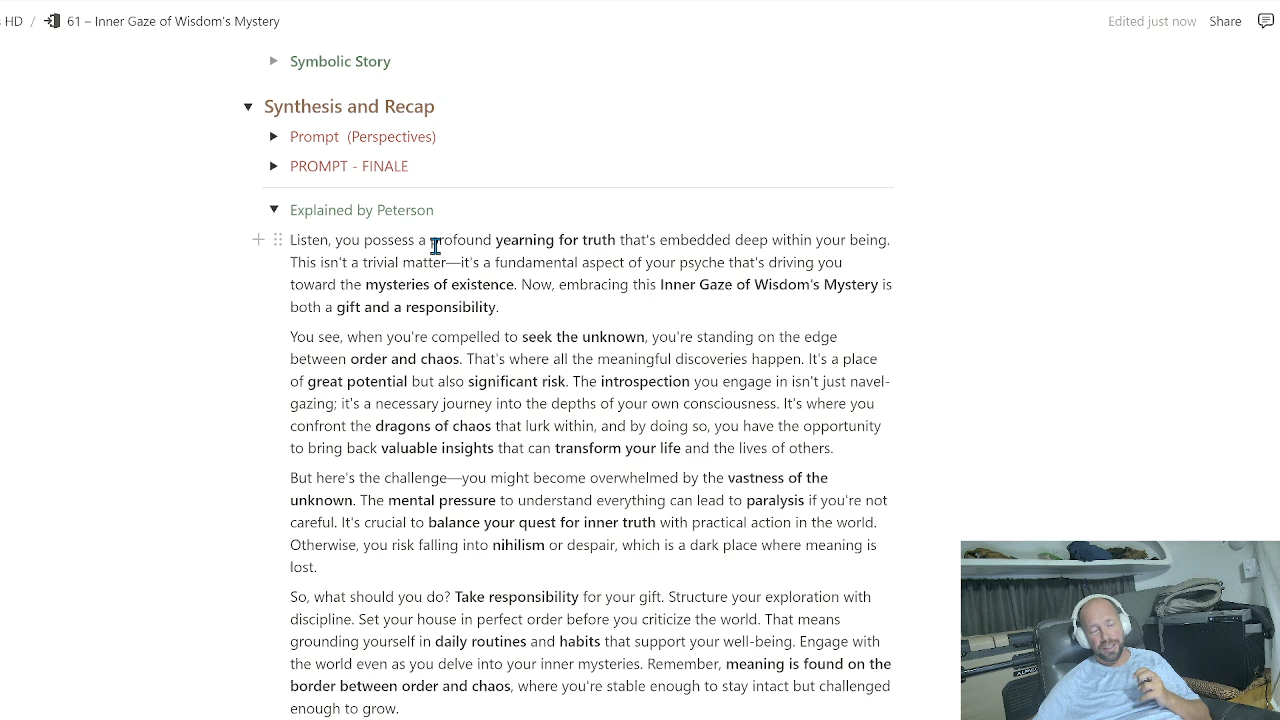 HD / 61 – Inner Gaze of Wisdom's Mystery
Edited just now Share
Symbolic Story
Synthesis and Recap
Prompt (Perspectives)
PROMPT - FINALE
Explained by Peterson
Listen, you possess a profound yearning for truth that's embedded deep within your being.
This isn't a trivial matter—it's a fundamental aspect of your psyche that's driving you
toward the mysteries of existence. Now, embracing this Inner Gaze of Wisdom's Mystery is
both a gift and a responsibility.
You see, when you're compelled to seek the unknown, you're standing on the edge
between order and chaos. That's where all the meaningful discoveries happen. It's a place
of great potential but also significant risk. The introspection you engage in isn't just navel-
gazing; it's a necessary journey into the depths of your own consciousness. It's where you
confront the dragons of chaos that lurk within, and by doing so, you have the opportunity
to bring back valuable insights that can transform your life and the lives of others.
But here's the challenge—you might become overwhelmed by the vastness of the
unknown. The mental pressure to understand everything can lead to paralysis if you're not
careful. It's crucial to balance your quest for inner truth with practical action in the world.
Otherwise, you risk falling into nihilism or despair, which is a dark place where meaning is
lost.
So, what should you do? Take responsibility for your gift. Structure your exploration with
discipline. Set your house in perfect order before you criticize the world. That means
grounding yourself in daily routines and habits that support your well-being. Engage with
the world even as you delve into your inner mysteries. Remember, meaning is found on the
border between order and chaos, where you're stable enough to stay intact but challenged
enough to grow.